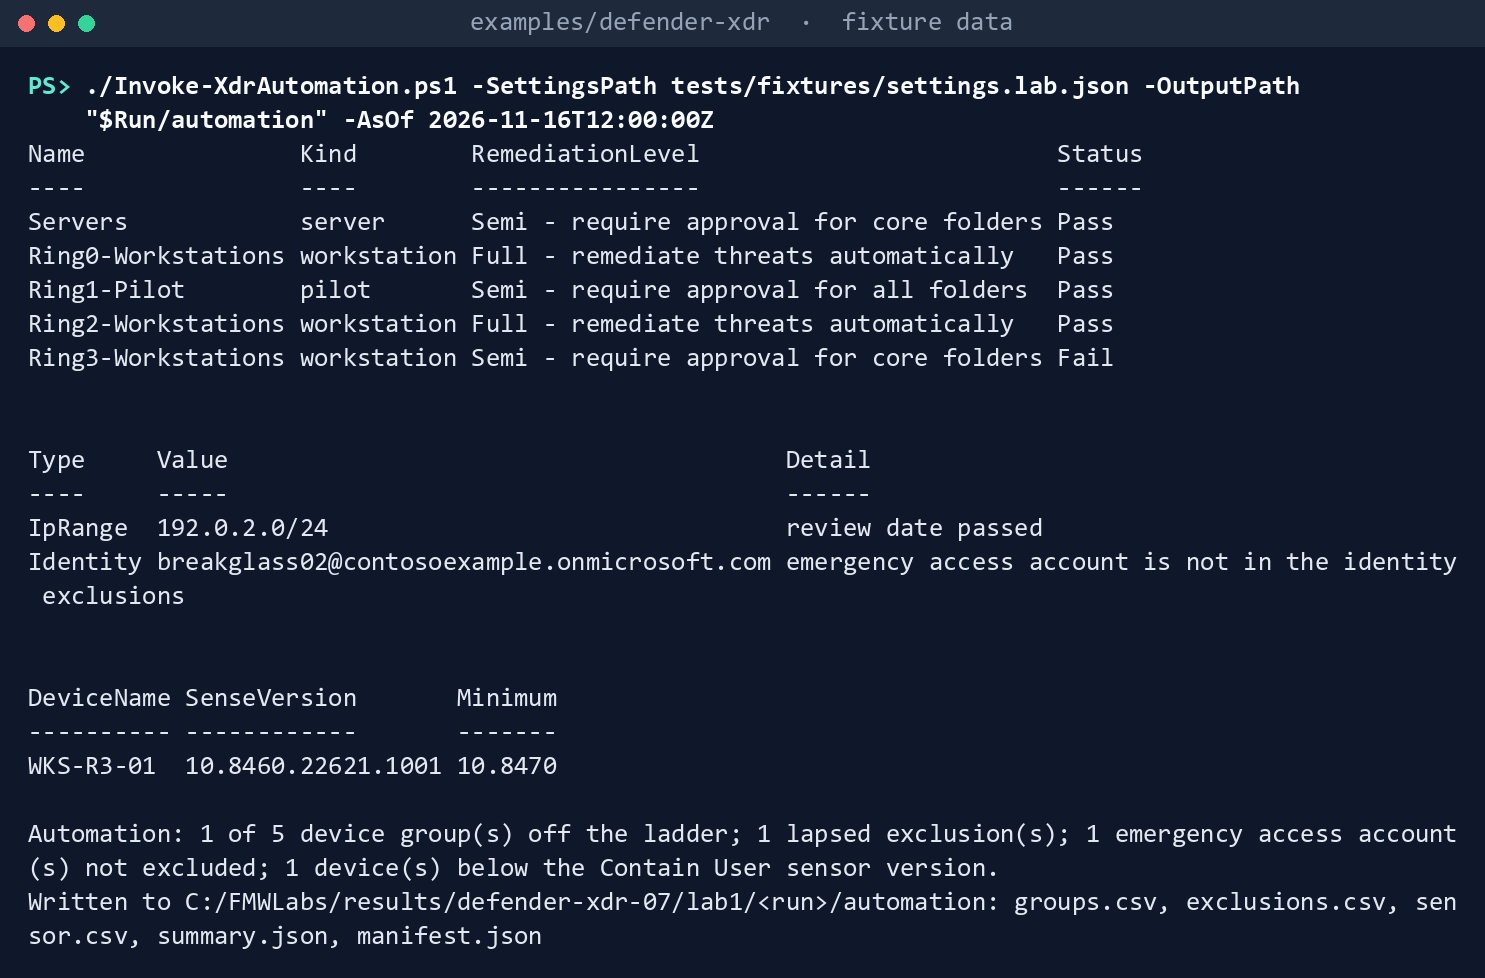 examples/defender-xdr  ·  fixture data
PS> ./Invoke-XdrAutomation.ps1 -SettingsPath tests/fixtures/settings.lab.json -OutputPath
    "$Run/automation" -AsOf 2026-11-16T12:00:00Z
Name               Kind        RemediationLevel                         Status
----               ----        ----------------                         ------
Servers            server      Semi - require approval for core folders Pass
Ring0-Workstations workstation Full - remediate threats automatically   Pass
Ring1-Pilot        pilot       Semi - require approval for all folders  Pass
Ring2-Workstations workstation Full - remediate threats automatically   Pass
Ring3-Workstations workstation Semi - require approval for core folders Fail
Type     Value                                       Detail
----     -----                                       ------
IpRange  192.0.2.0/24                                review date passed
Identity breakglass02@contosoexample.onmicrosoft.com emergency access account is not in the identity
 exclusions
DeviceName SenseVersion       Minimum
---------- ------------       -------
WKS-R3-01  10.8460.22621.1001 10.8470
Automation: 1 of 5 device group(s) off the ladder; 1 lapsed exclusion(s); 1 emergency access account
(s) not excluded; 1 device(s) below the Contain User sensor version.
Written to C:/FMWLabs/results/defender-xdr-07/lab1/<run>/automation: groups.csv, exclusions.csv, sen
sor.csv, summary.json, manifest.json